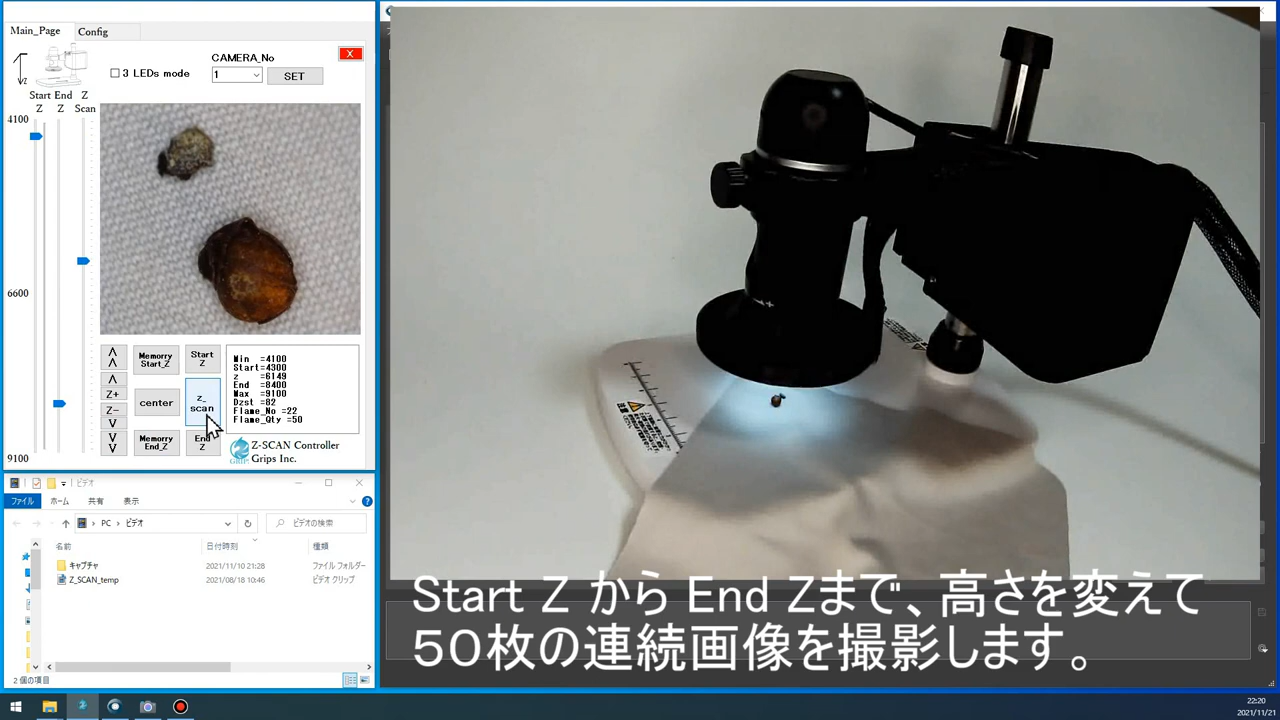 Main_Page
Config
X
CAMERA_No
3 LEDs mode
1
SET
Start End Z
Z Z Scan
4100
6600
9100
Memorry
Start_Z
Start
Z
center
z_
scan
Z+
Z-
Memorry
End_Z
End
Z
Min =4100
Start=4300
z =6149
End =8400
Max =9100
Dzst=82
Flame_No =22
Flame_Qty =50
Z-SCAN Controller
Grips Inc.
GRIPS
ビデオ
ファイル
ホーム
共有
表示
PC
ビデオ
ビデオの検索
名前
日付時刻
種類
キャプチャ
2021/11/10 21:28
ファイル フォルダー
Z_SCAN_temp
2021/08/18 10:46
ビデオ クリップ
2 個の項目
注意
Start Z から End Zまで、高さを変えて
50枚の連続画像を撮影します。
22:20
2021/11/21